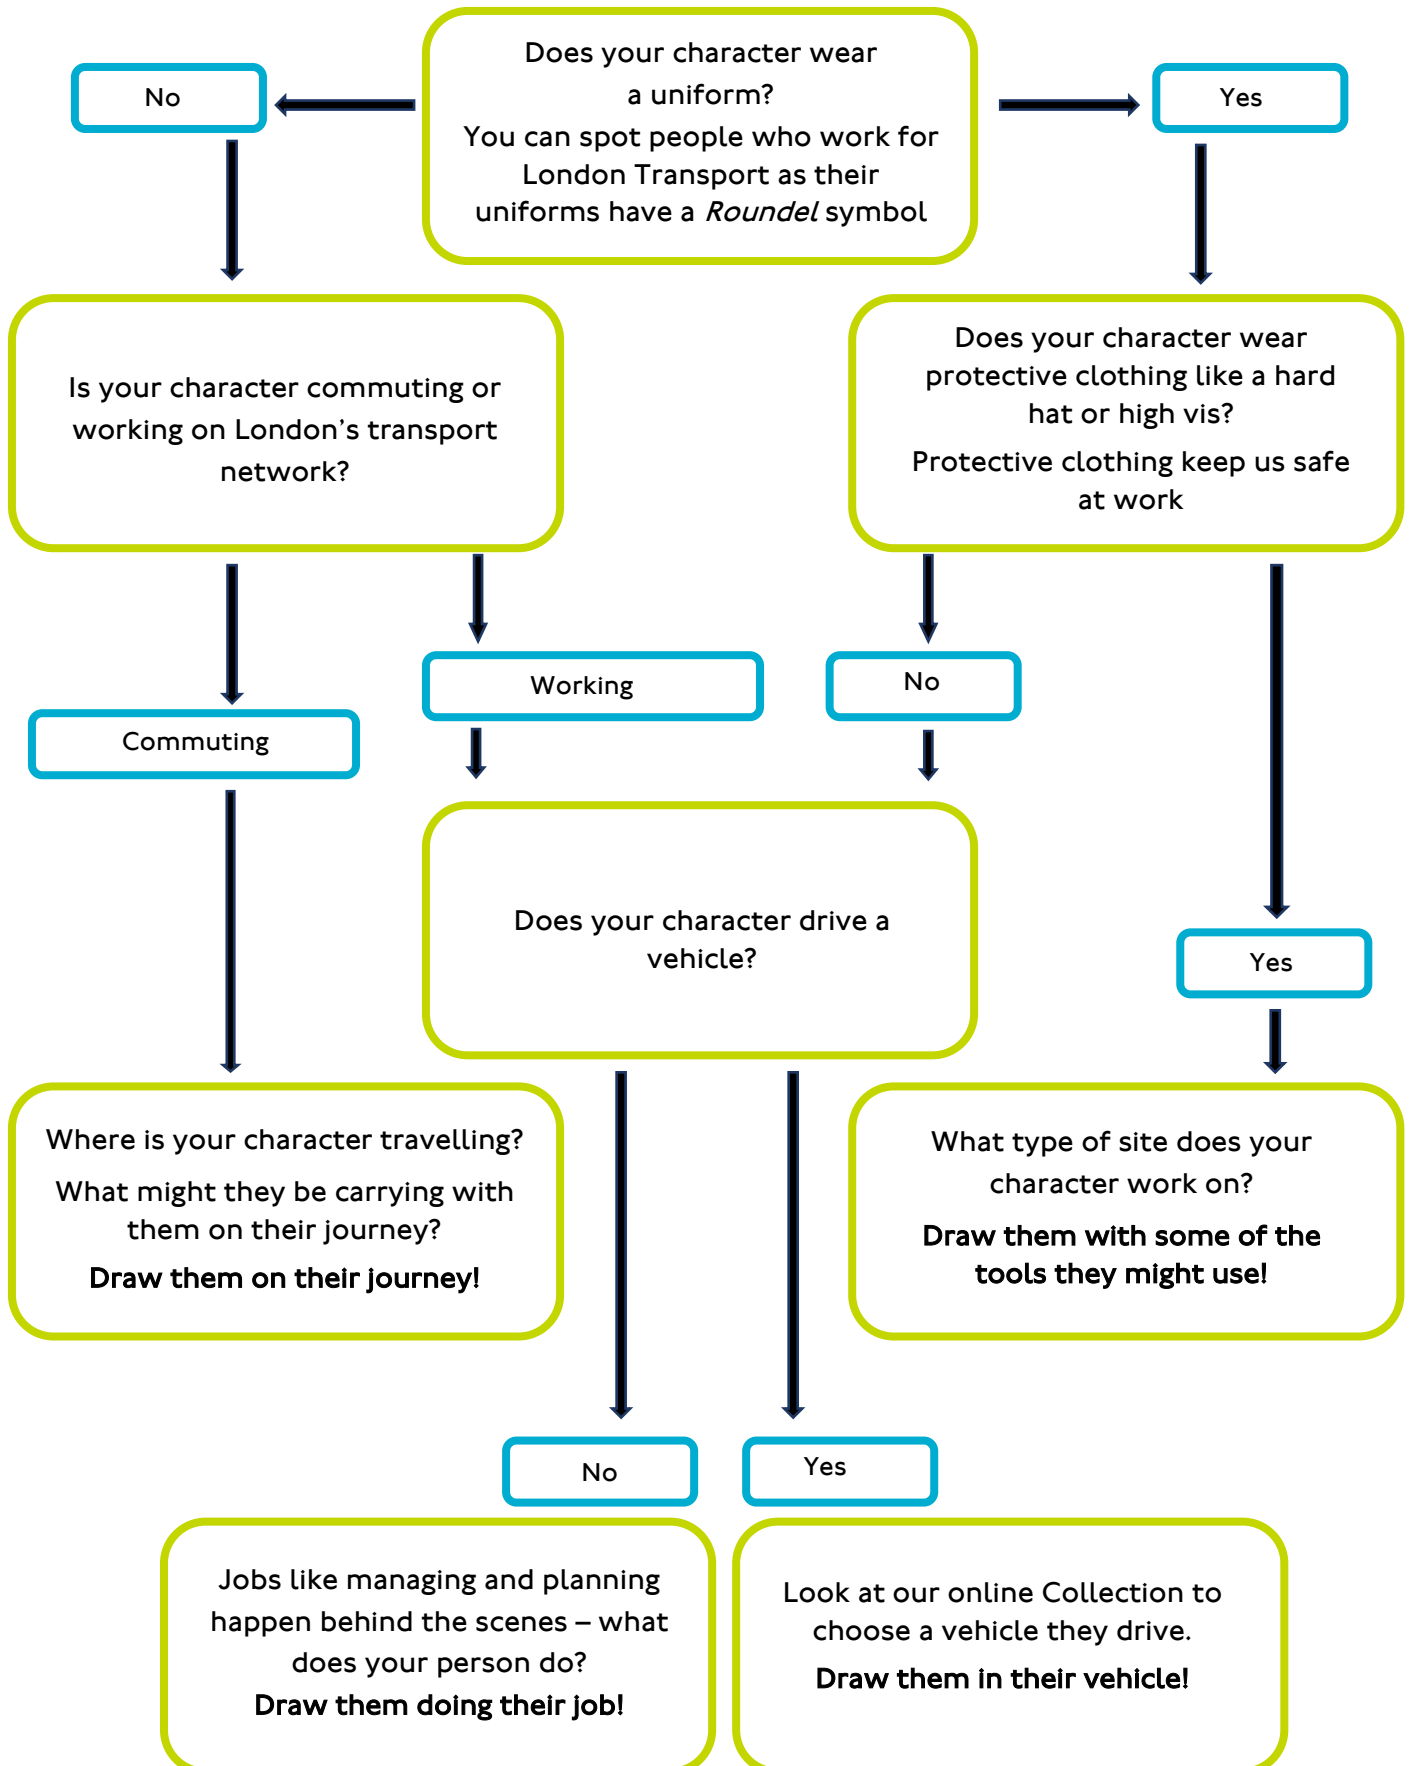 Does your character wear
a uniform?
You can spot people who work for
London Transport as their
uniforms have a Roundel symbol
No
Yes
Is your character commuting or
working on London’s transport
network?
Does your character wear
protective clothing like a hard
hat or high vis?
Protective clothing keep us safe
at work
Working
No
Commuting
Does your character drive a
vehicle?
Yes
Where is your character travelling?
What might they be carrying with
them on their journey?
Draw them on their journey!
What type of site does your
character work on?
Draw them with some of the
tools they might use!
No
Yes
Jobs like managing and planning
happen behind the scenes – what
does your person do?
Draw them doing their job!
Look at our online Collection to
choose a vehicle they drive.
Draw them in their vehicle!